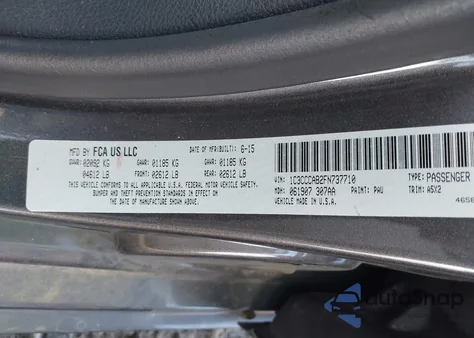 MFD BY FCA US LLC DATE OF MFR(BUILT): 6-15
GVWR: 02092 KG GAWR: 01185 KG GAWR: 01185 KG
04612 LB FRONT: 02612 LB REAR: 02612 LB
THIS VEHICLE CONFORMS TO ALL APPLICABLE U.S.A. FEDERAL MOTOR VEHICLE SAFETY
BUMPER AND THEFT PREVENTION STANDARDS IN EFFECT ON
THE DATE OF MANUFACTURE SHOWN ABOVE.
VIN: 1C3CCCAB2FN737710 TYPE: PASSENGER
MDH: 061907 307AA PAINT: PAU TRIM: A5X2
VEHICLE MADE IN U.S.A. 4656
autoSnap